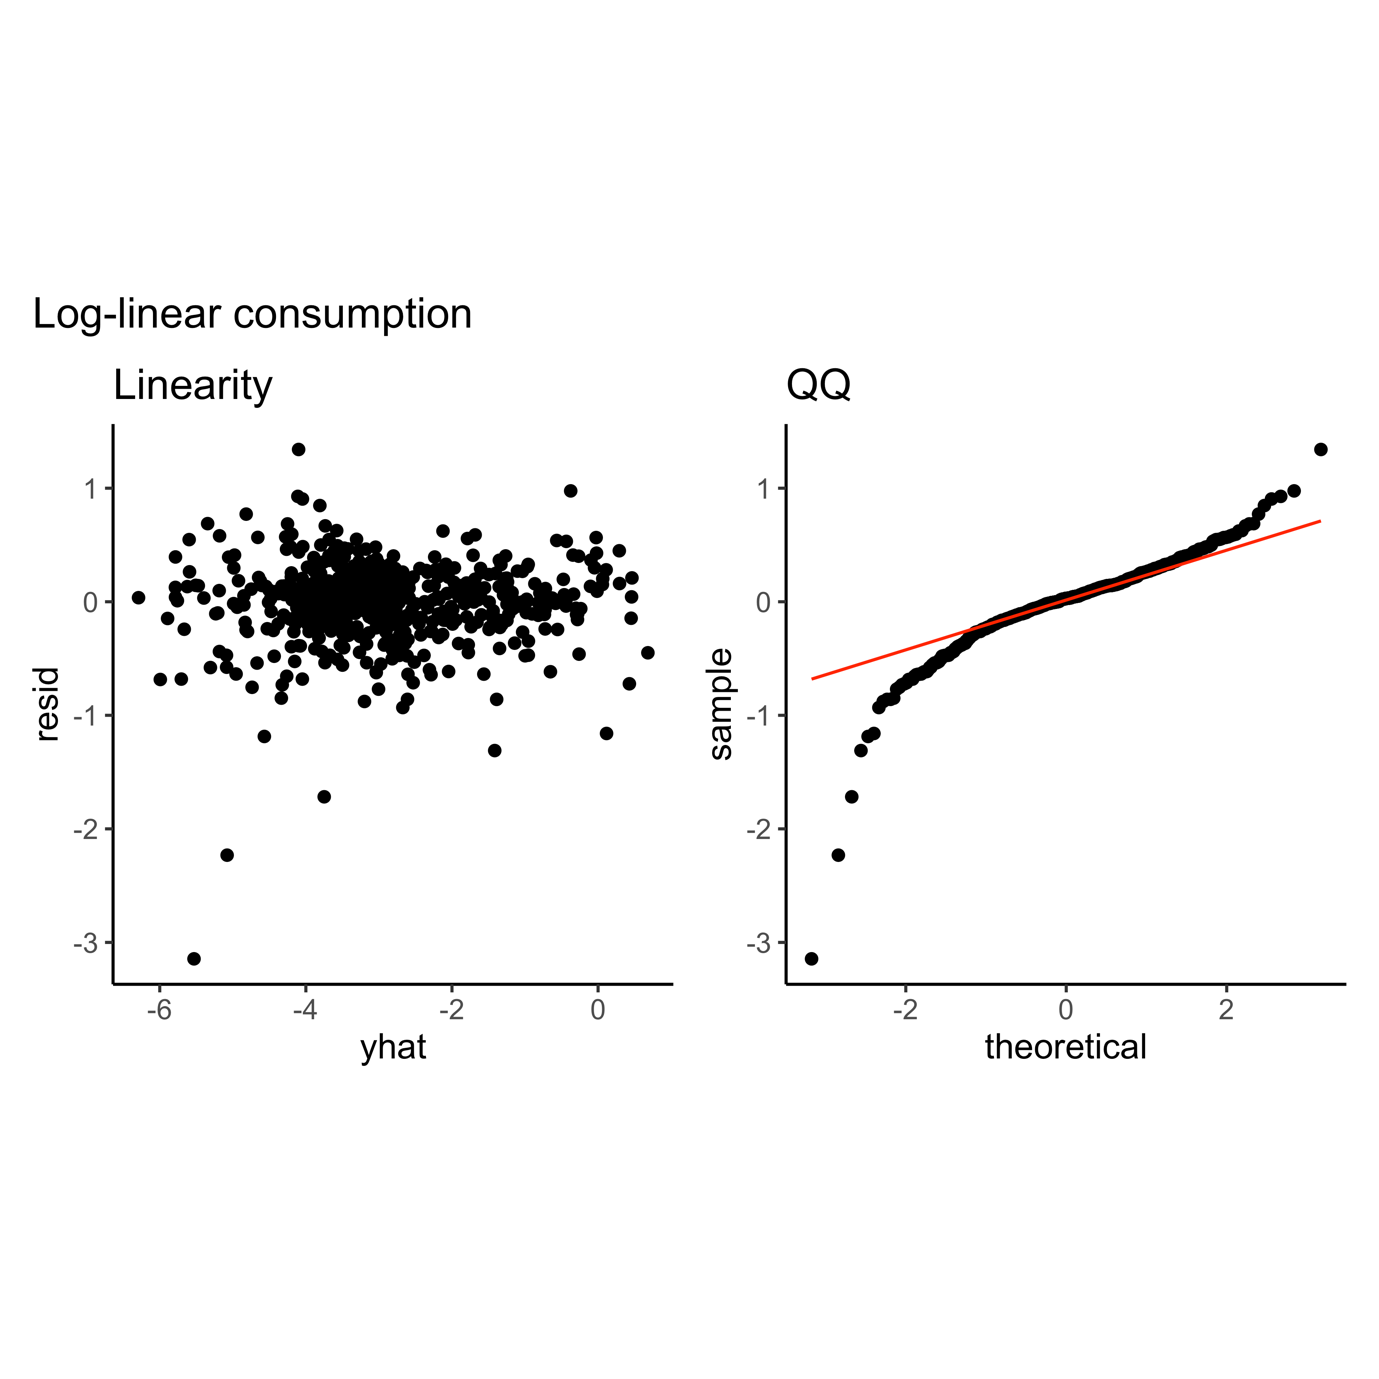 Log-linear consumption
Linearity
1
0
-1
-2
-3
resid
-6 -4 -2 0
yhat
QQ
1
0
-1
-2
-3
sample
-2 0 2
theoretical